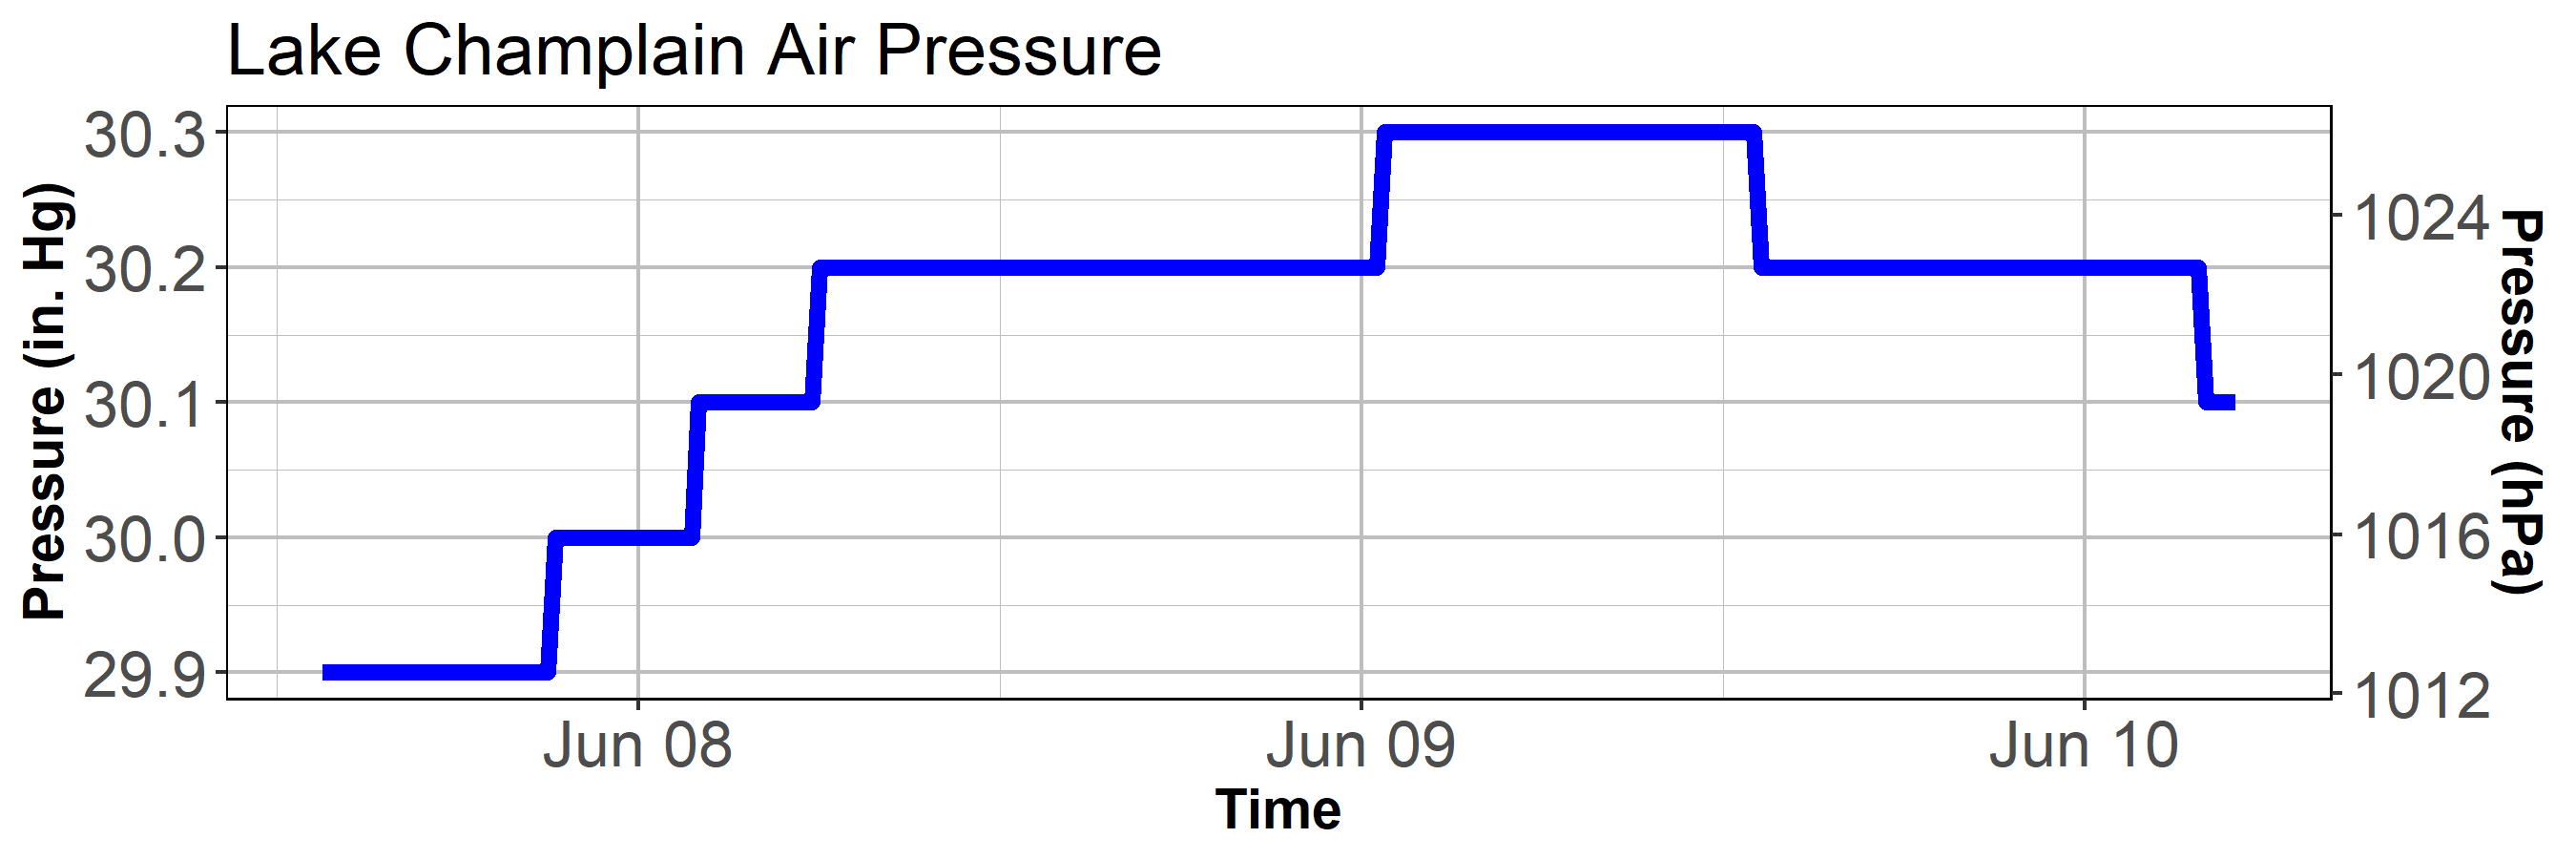 Lake Champlain Air Pressure
Pressure (in. Hg)
30.3
30.2
30.1
30.0
29.9
1024
1020
1016
1012
Pressure (hPa)
Jun 08 Jun 09 Jun 10
Time